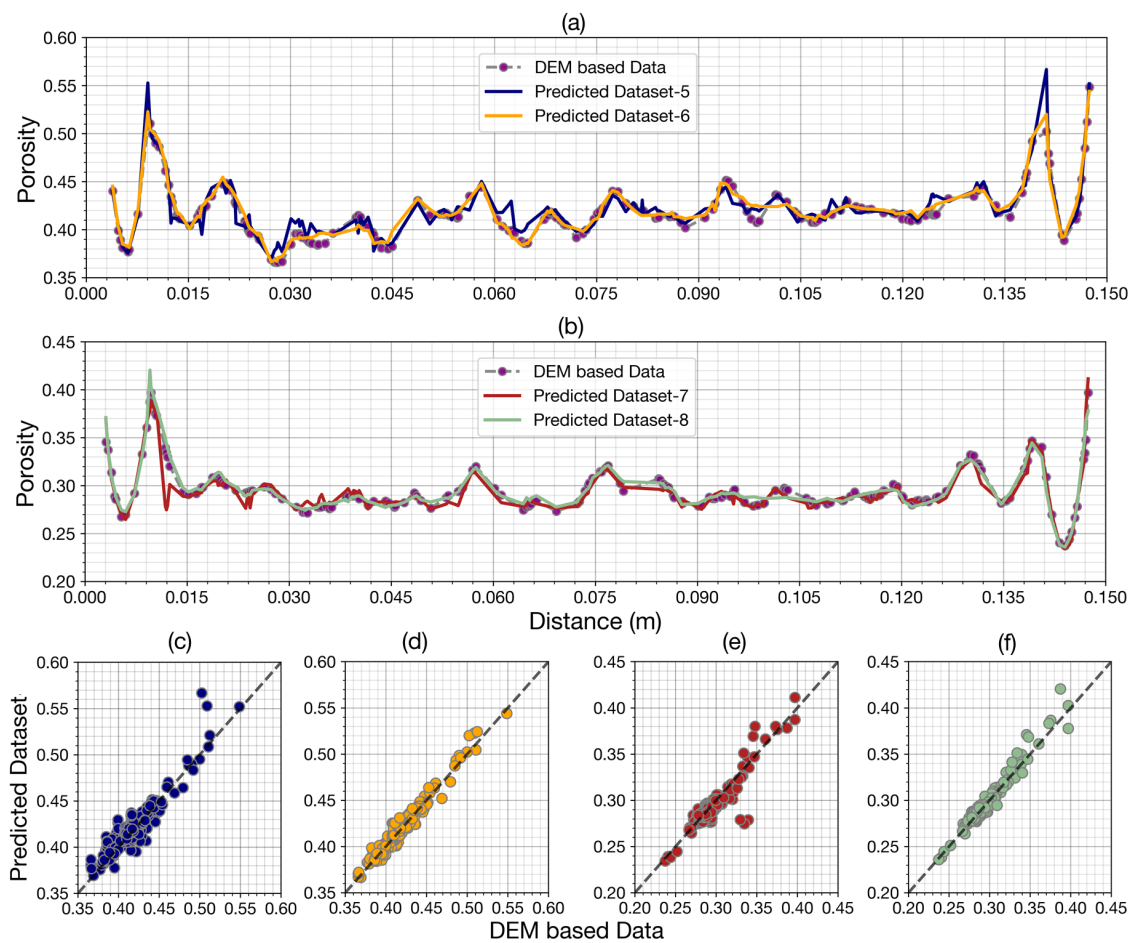 (a)
0.60
0.55
0.50
0.45
0.40
0.35
Porosity
DEM based Data
Predicted Dataset-5
Predicted Dataset-6
0.000 0.015 0.030 0.045 0.060 0.075 0.090 0.105 0.120 0.135 0.150
(b)
0.45
0.40
0.35
0.30
0.25
0.20
Porosity
DEM based Data
Predicted Dataset-7
Predicted Dataset-8
0.000 0.015 0.030 0.045 0.060 0.075 0.090 0.105 0.120 0.135 0.150
Distance (m)
(c) (d) (e) (f)
Predicted Dataset
0.60
0.55
0.50
0.45
0.40
0.35
0.35 0.40 0.45 0.50 0.55 0.60
0.60
0.55
0.50
0.45
0.40
0.35
0.35 0.40 0.45 0.50 0.55 0.60
0.45
0.40
0.35
0.30
0.25
0.20
0.20 0.25 0.30 0.35 0.40 0.45
0.45
0.40
0.35
0.30
0.25
0.20
0.20 0.25 0.30 0.35 0.40 0.45
DEM based Data